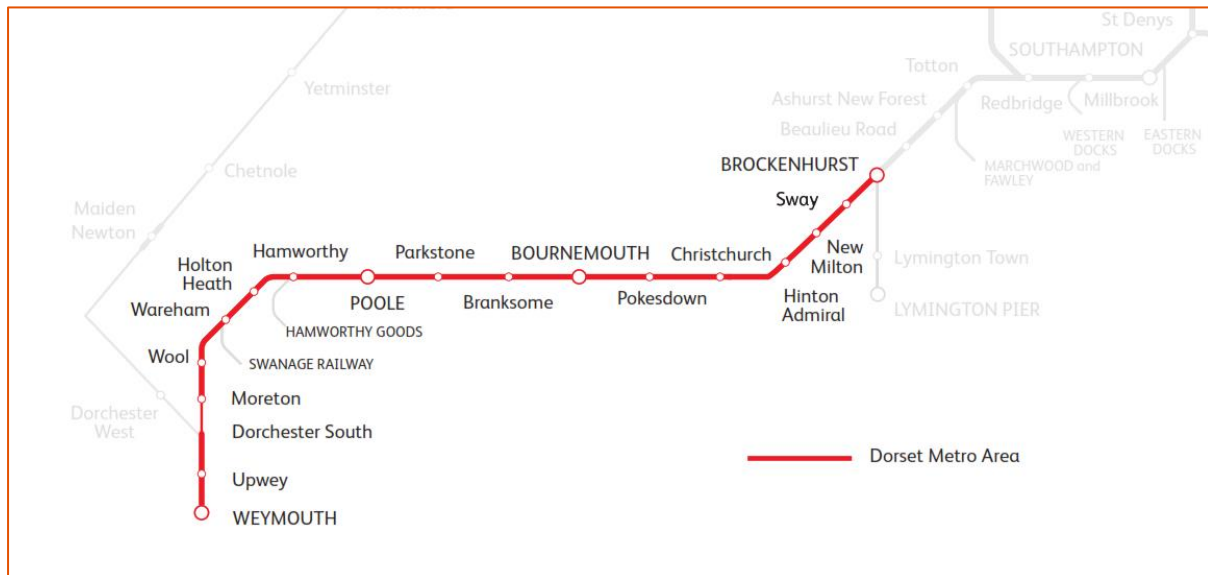 St Denys
SOUTHAMPTON
Totton
Yetminster
Ashurst New Forest
Redbridge
Millbrook
Beaulieu Road
WESTERN
DOCKS
EASTERN
DOCKS
BROCKENHURST
MARCHWOOD and
FAWLEY
Chetnole
Sway
Maiden
Newton
Hamworthy
Parkstone
BOURNEMOUTH
Christchurch
New
Milton
Lymington Town
Holton
Heath
Wareham
POOLE
Branksome
Pokesdown
Hinton
Admiral
LYMINGTON PIER
HAMWORTHY GOODS
Wool
SWANAGE RAILWAY
Moreton
Dorchester
West
Dorchester South
Dorset Metro Area
Upwey
WEYMOUTH